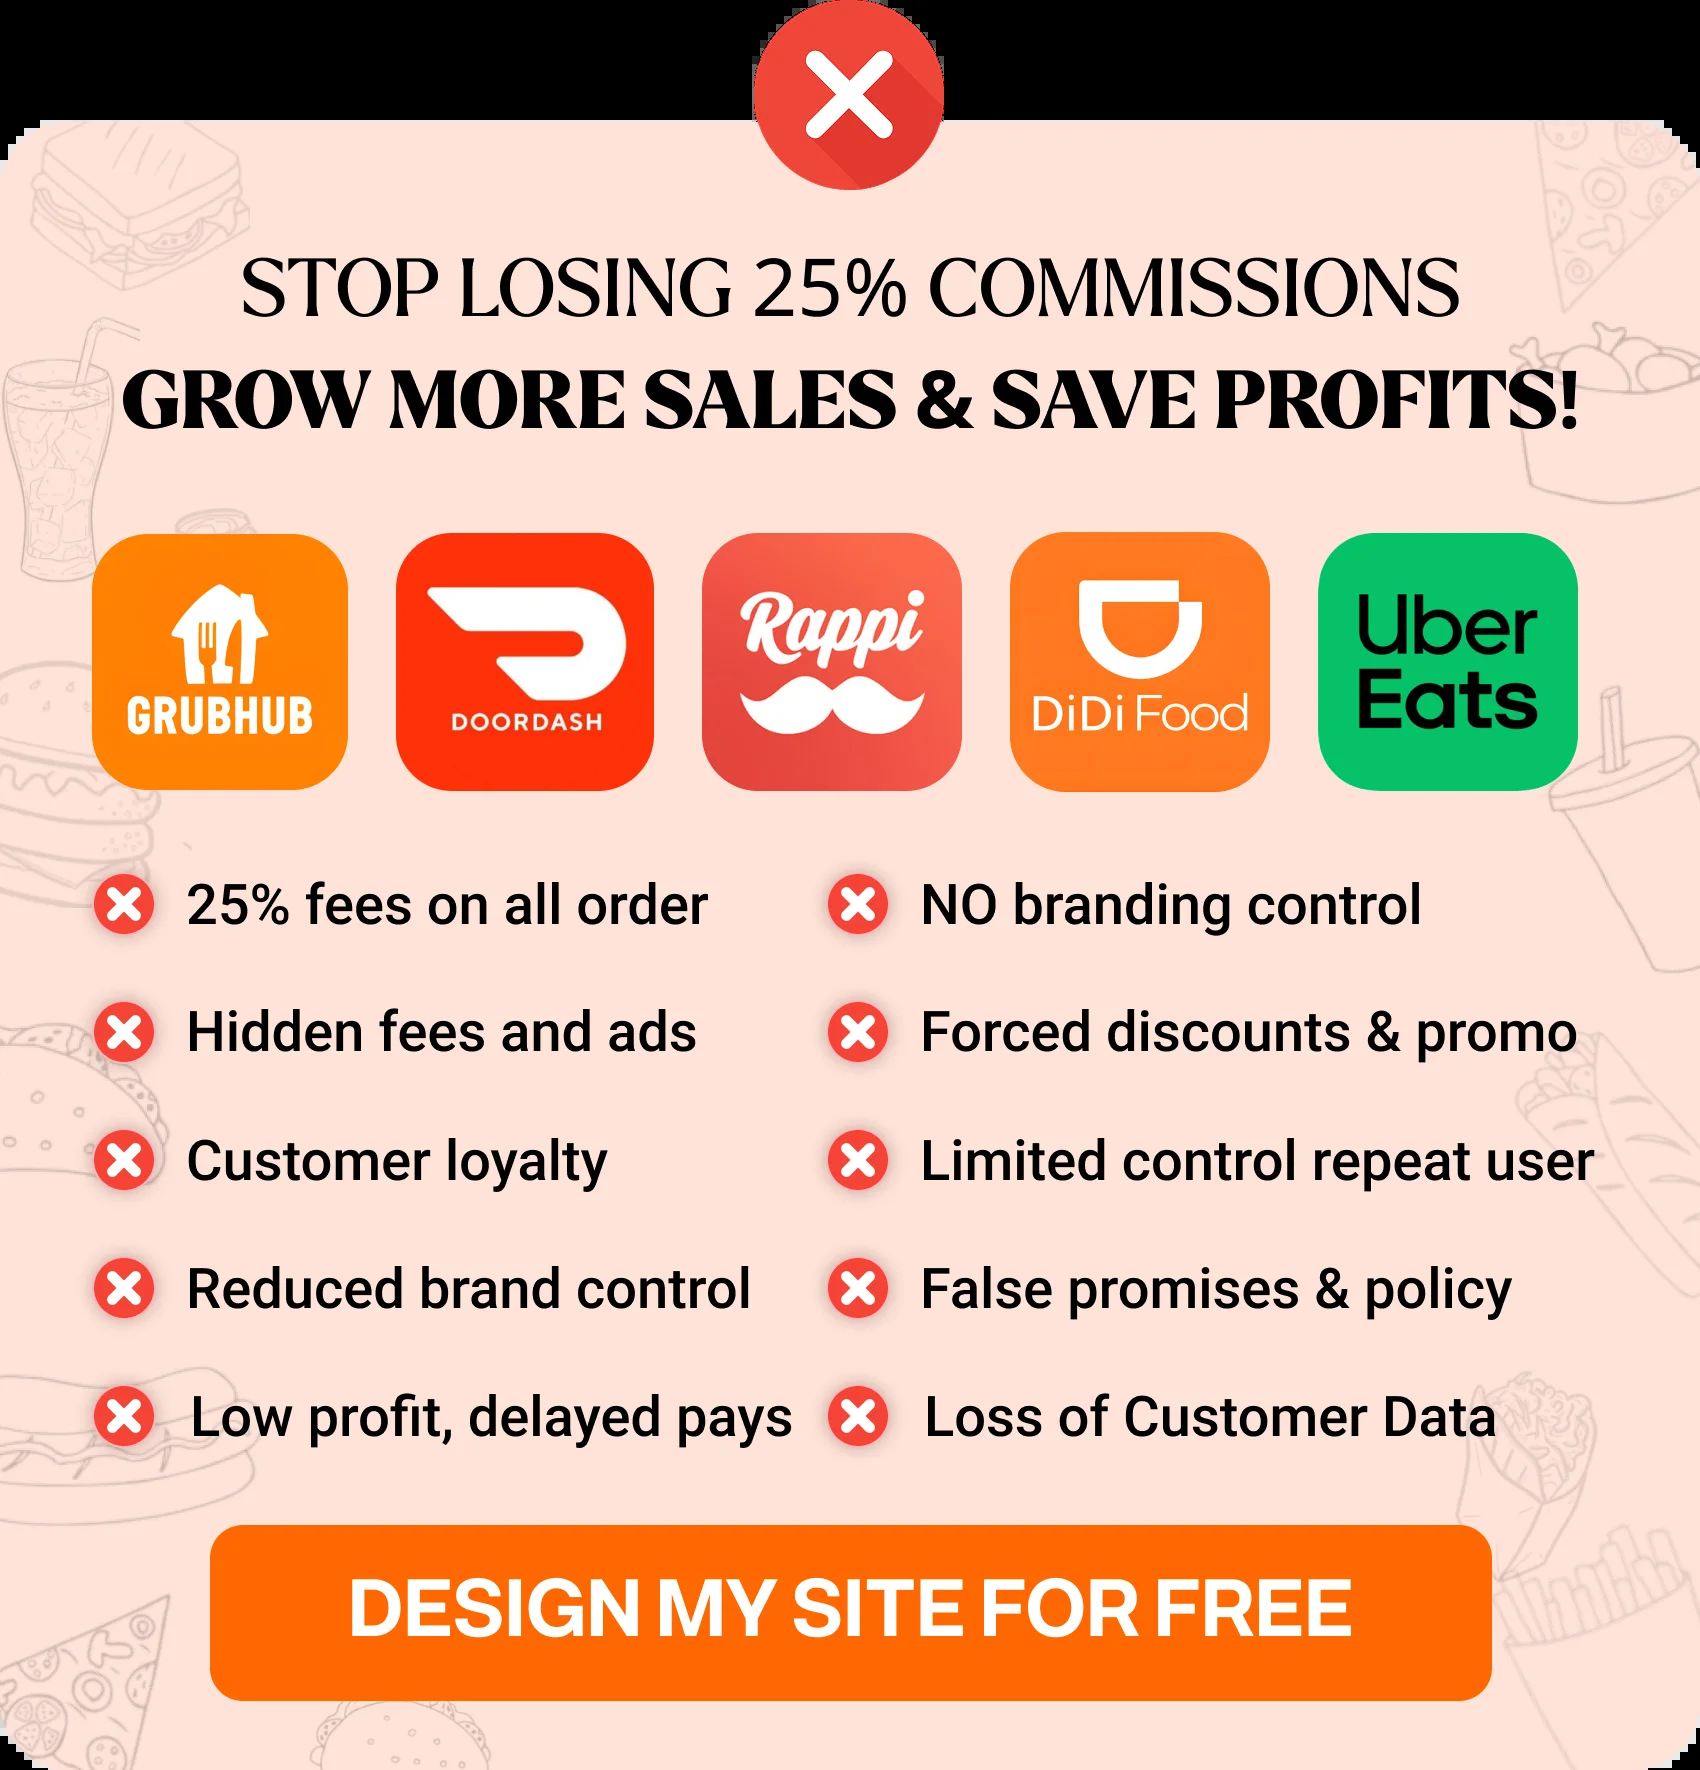 STOP LOSING 25% COMMISSIONS
GROW MORE SALES & SAVE PROFITS!
GRUBHUB
DOORDASH
Rappi
DiDi Food
Uber
Eats
25% fees on all order
NO branding control
Hidden fees and ads
Forced discounts & promo
Customer loyalty
Limited control repeat user
Reduced brand control
False promises & policy
Low profit, delayed pays
Loss of Customer Data
DESIGN MY SITE FOR FREE